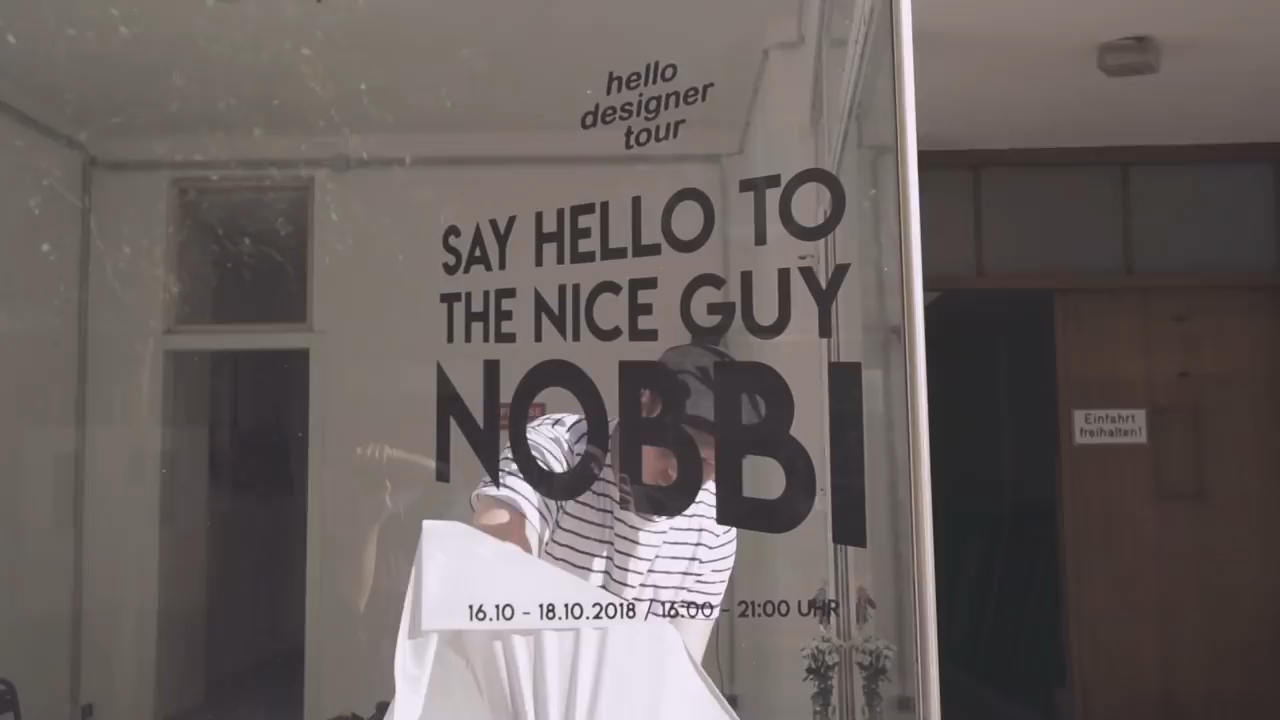 hello
designer
tour
SAY HELLO TO
THE NICE GUY
NOBBI
16.10 - 18.10.2018 / 16:00 - 21:00 UHR
Einfahrt
freihalten!